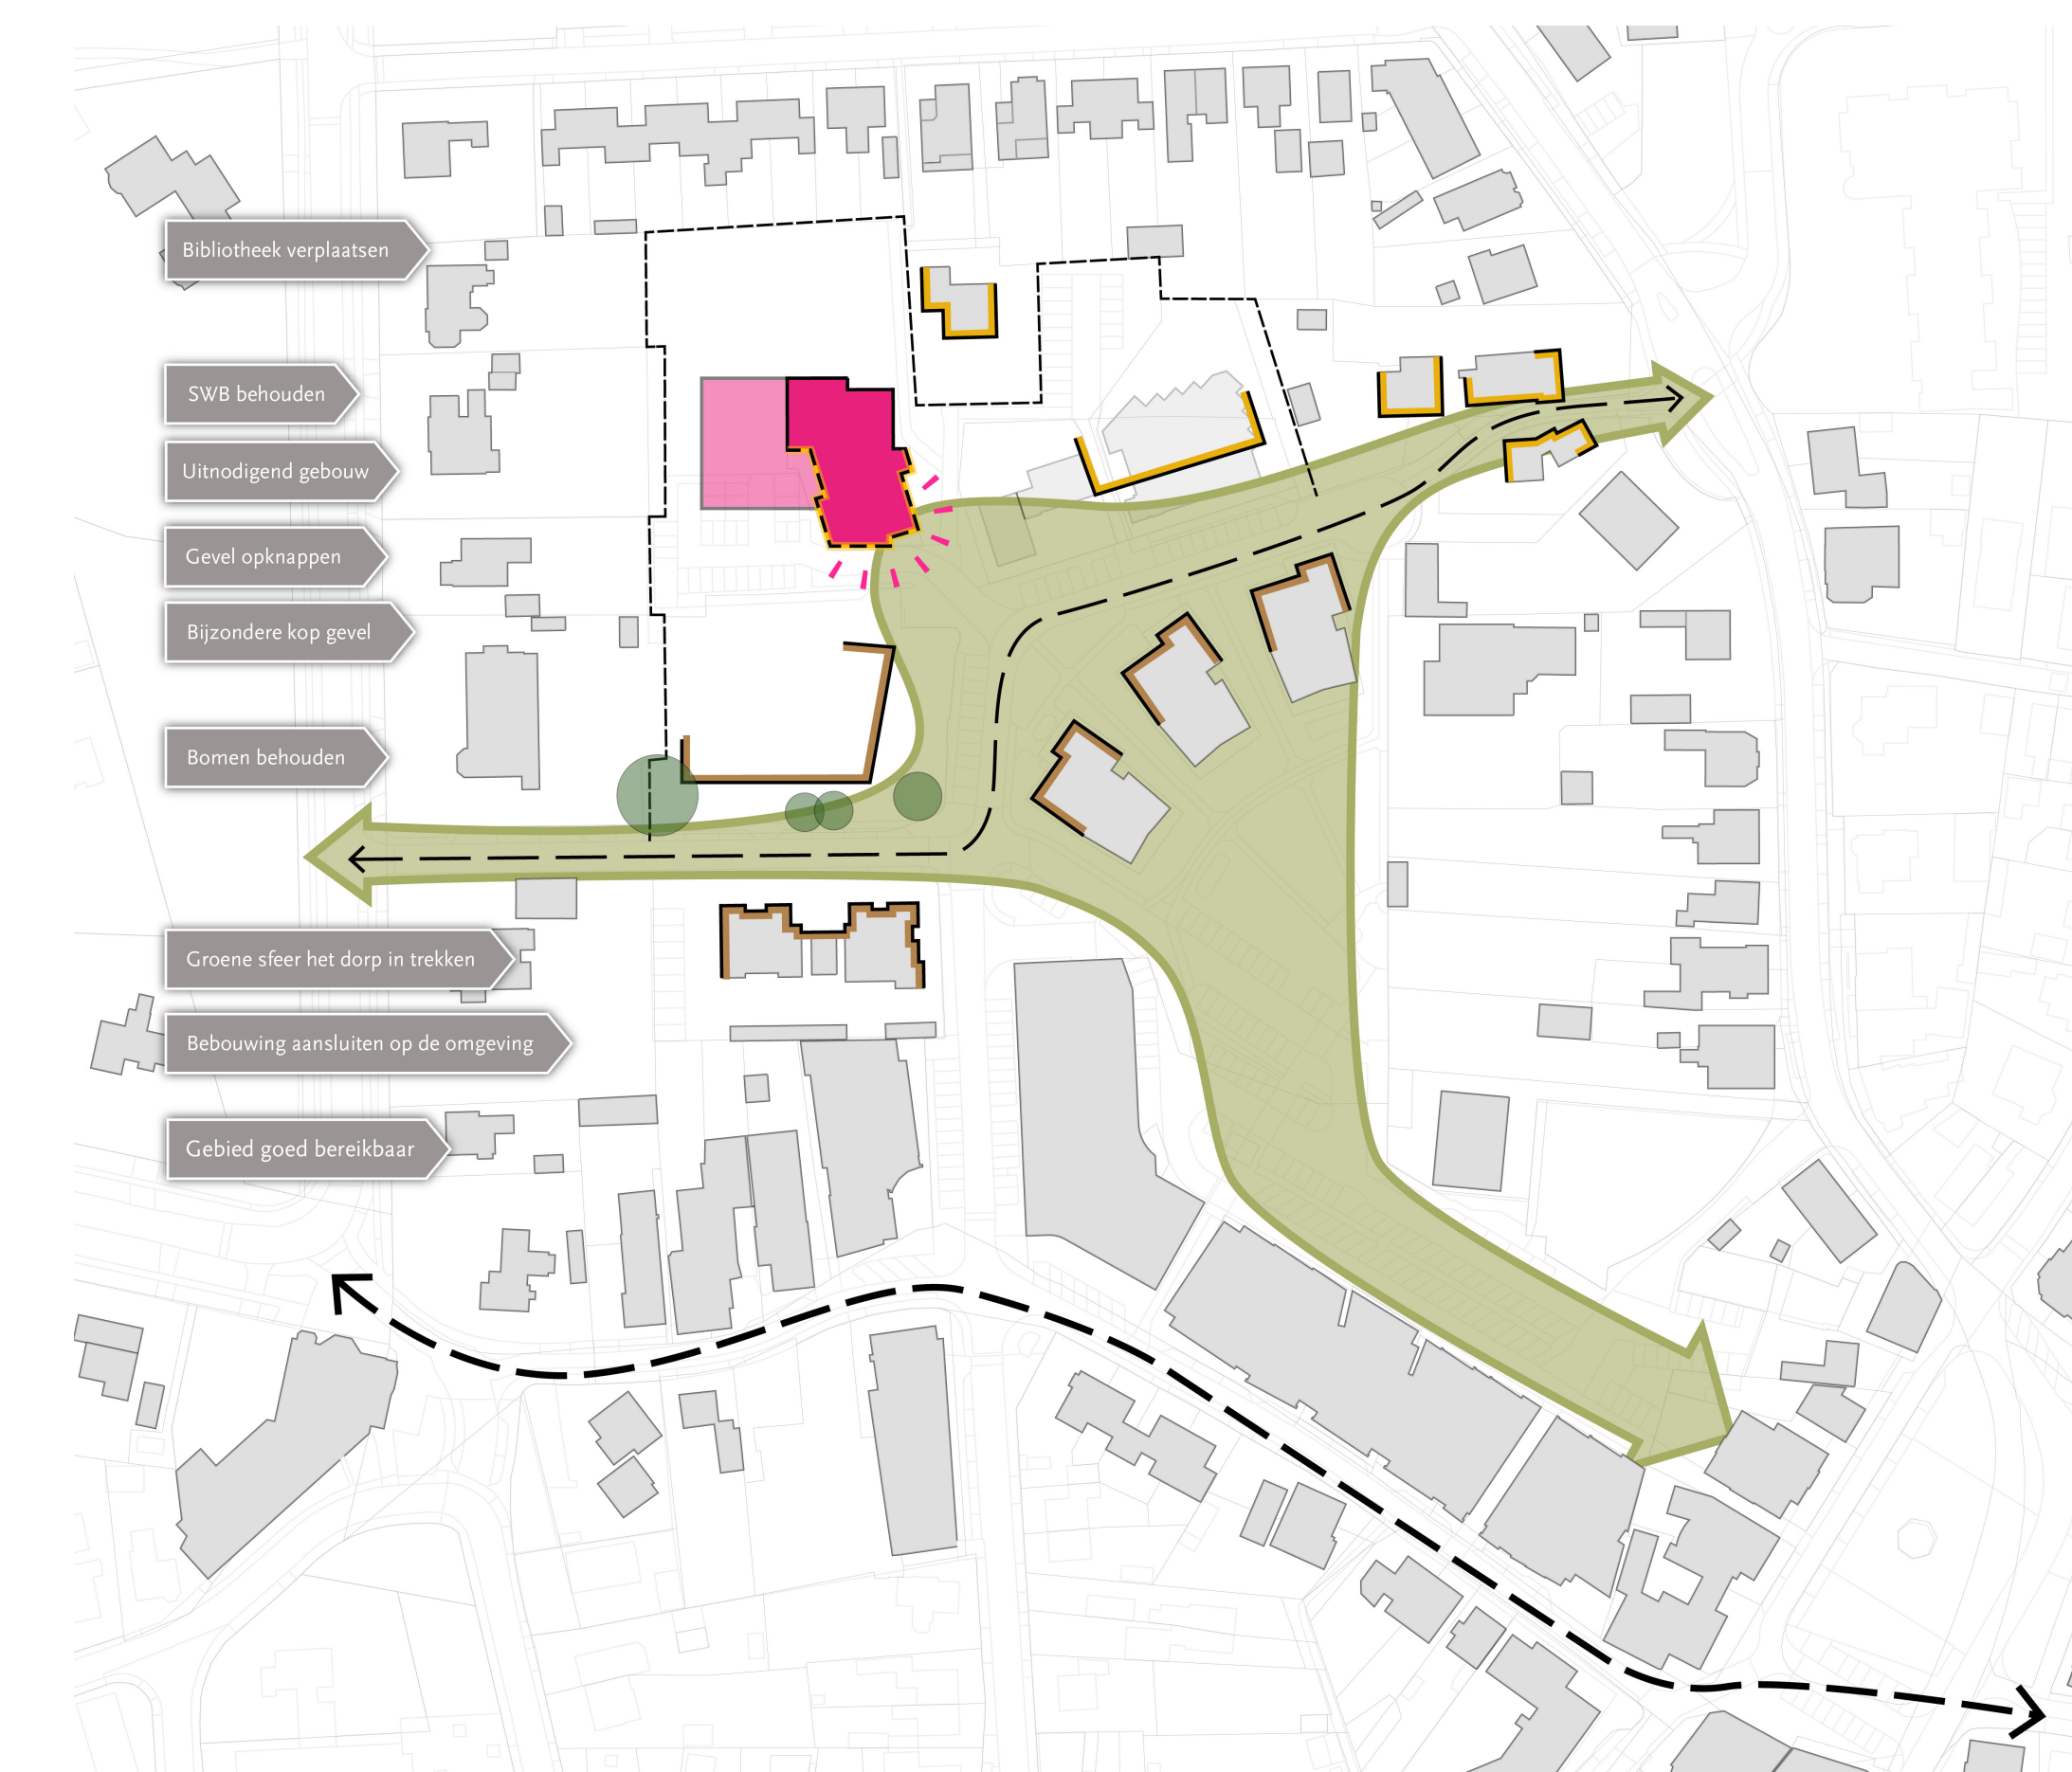 Bibliotheek verplaatsen
SWB behouden
Uitnodigend gebouw
Gevel opknappen
Bijzondere kop gevel
Bomen behouden
Groene sfeer het dorp in trekken
Bebouwing aansluiten op de omgeving
Gebied goed bereikbaar